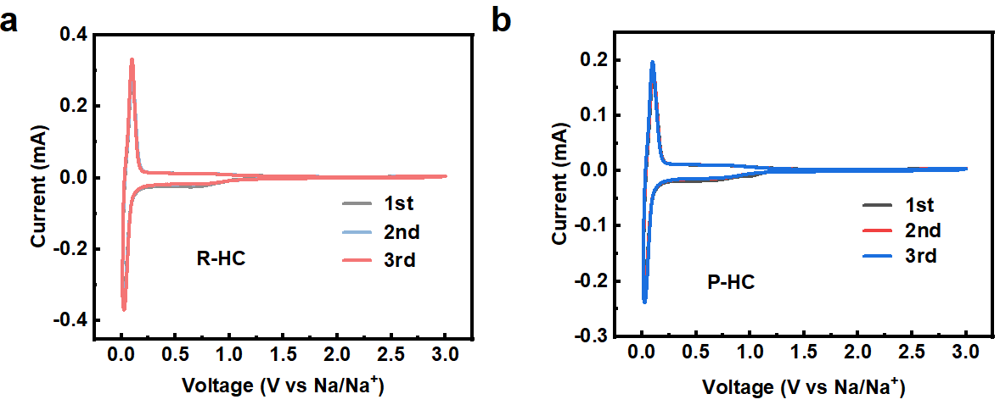 a
0.4
0.2
0.0
-0.2
-0.4
Current (mA)
1st
2nd
3rd
R-HC
0.0 0.5 1.0 1.5 2.0 2.5 3.0
Voltage (V vs Na/Na⁺)
b
0.2
0.1
0.0
-0.1
-0.2
-0.3
Current (mA)
1st
2nd
3rd
P-HC
0.0 0.5 1.0 1.5 2.0 2.5 3.0
Voltage (V vs Na/Na⁺)